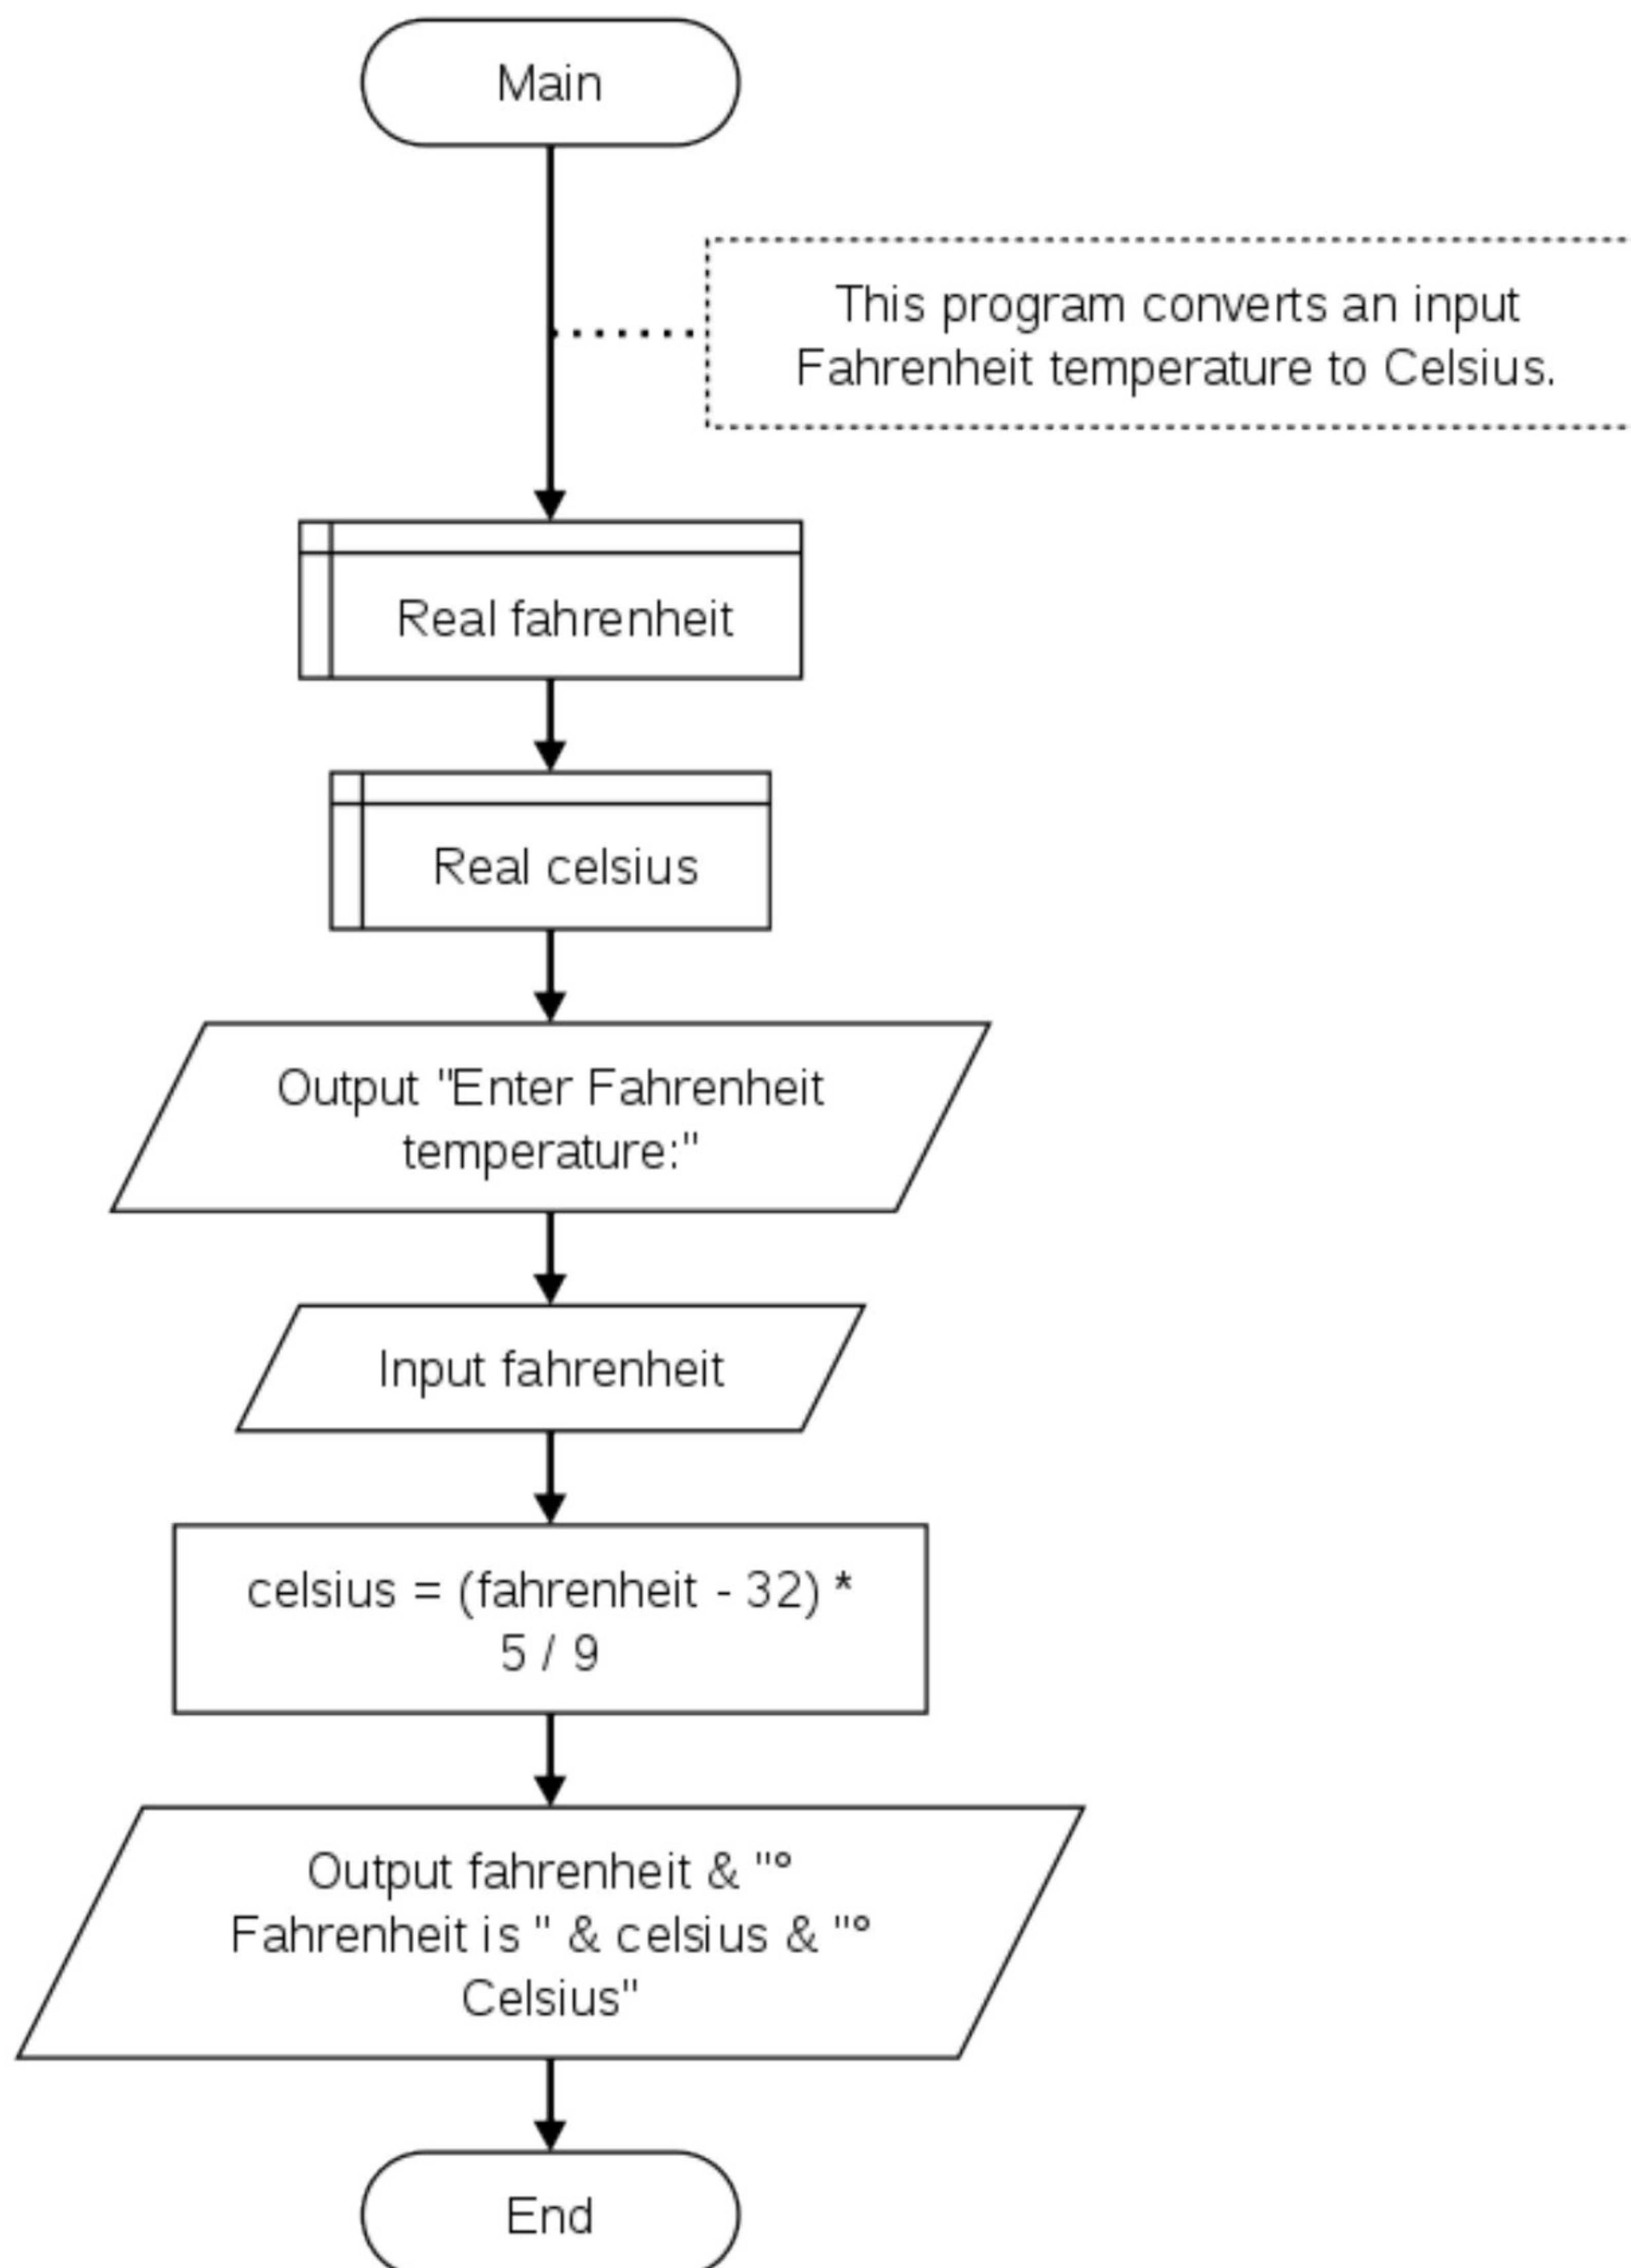 Main
This program converts an input
Fahrenheit temperature to Celsius.
Real fahrenheit
Real celsius
Output "Enter Fahrenheit
temperature:"
Input fahrenheit
celsius = (fahrenheit - 32) *
5 / 9
Output fahrenheit & "°
Fahrenheit is " & celsius & "°
Celsius"
End